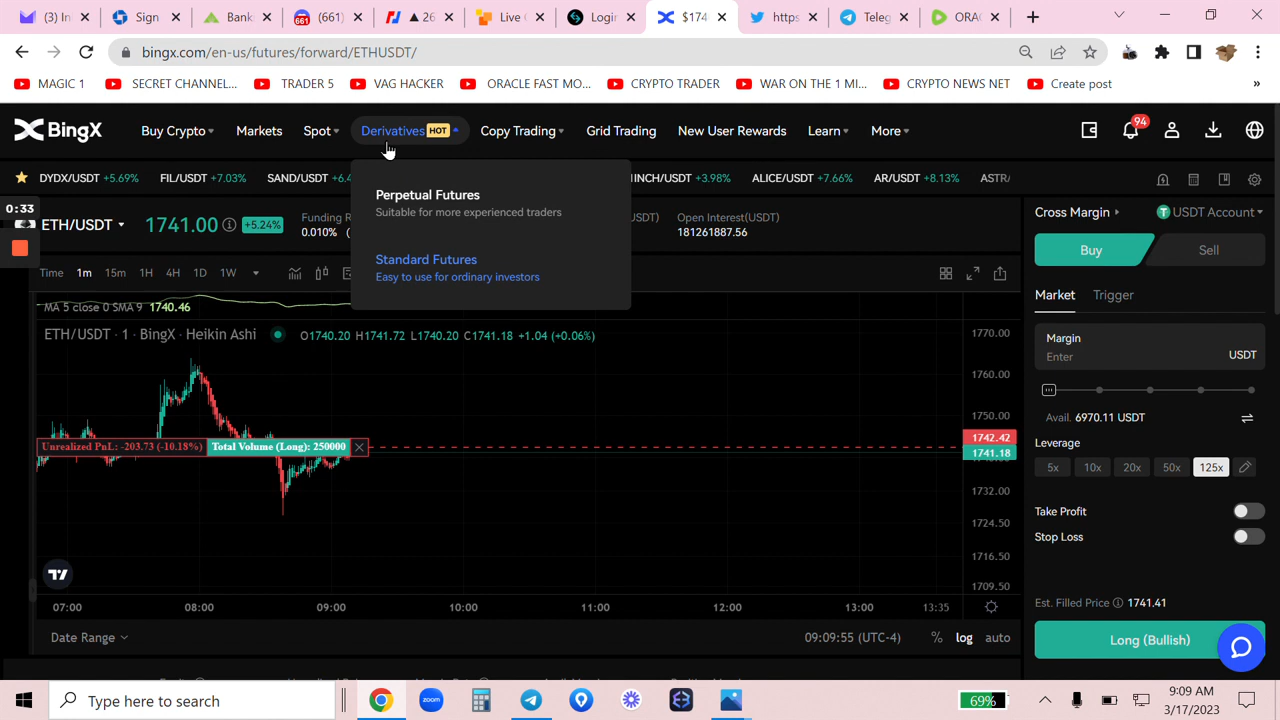 (3) In
Sign
Bank
661 (661)
▲ 26
Live
Login
$174
https
Teleg
ORAC
bingx.com/en-us/futures/forward/ETHUSDT/
MAGIC 1
SECRET CHANNEL...
TRADER 5
VAG HACKER
ORACLE FAST MO...
CRYPTO TRADER
WAR ON THE 1 MI...
CRYPTO NEWS NET
Create post
»
BingX
Buy Crypto
Markets
Spot
Derivatives HOT
Copy Trading
Grid Trading
New User Rewards
Learn
More
94
DYDX/USDT +5.69%
FIL/USDT +7.03%
SAND/USDT +6.4
INCH/USDT +3.98%
ALICE/USDT +7.66%
AR/USDT +8.13%
ASTR/
Perpetual Futures
Suitable for more experienced traders
Standard Futures
Easy to use for ordinary investors
0:33
ETH/USDT
1741.00
+5.24%
Funding R
0.010%
USDT)
Open Interest(USDT)
181261887.56
Cross Margin
USDT Account
Buy
Sell
Time
1m
15m
1H
4H
1D
1W
MA 5 close 0 SMA 9 1740.46
ETH/USDT · 1 · BingX · Heikin Ashi
O1740.20 H1741.72 L1740.20 C1741.18 +1.04 (+0.06%)
Unrealized PnL: -203.73 (-10.18%)
Total Volume (Long): 250000
1770.00
1760.00
1750.00
1742.42
1741.18
1732.00
1724.50
1716.50
1709.50
07:00
08:00
09:00
10:00
11:00
12:00
13:00
13:35
Date Range
09:09:55 (UTC-4)
%
log
auto
Market
Trigger
Margin
Enter
USDT
Avail. 6970.11 USDT
Leverage
5x
10x
20x
50x
125x
Take Profit
Stop Loss
Est. Filled Price 1741.41
Long (Bullish)
Type here to search
zoom
69%
9:09 AM
3/17/2023